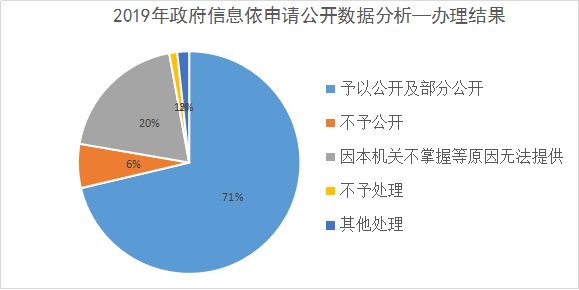 2019年政府信息依申请公开数据分析—办理结果
1%
2%
20%
6%
71%
予以公开及部分公开
不予公开
因本机关不掌握等原因无法提供
不予处理
其他处理